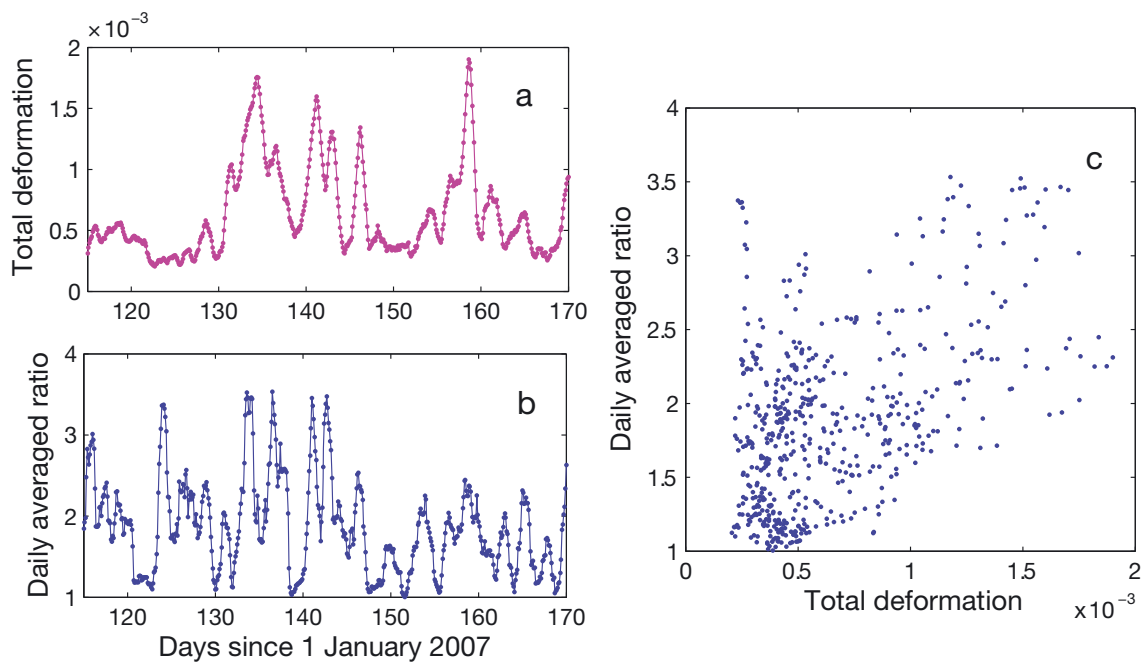 ×10−3
2
1.5
1
0.5
0
Total deformation
a
120 130 140 150 160 170
4
3
2
1
Daily averaged ratio
b
120 130 140 150 160 170
Days since 1 January 2007
4
3.5
3
2.5
2
1.5
1
Daily averaged ratio
c
0 0.5 1 1.5 2
Total deformation
x10−3